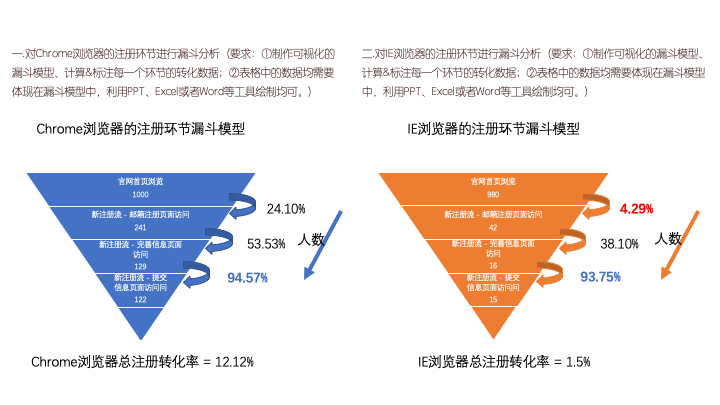 一.对Chrome浏览器的注册环节进行漏斗分析（要求：①制作可视化的
漏斗模型、计算&标注每一个环节的转化数据；②表格中的数据均需要
体现在漏斗模型中，利用PPT、Excel或者Word等工具绘制均可。）
Chrome浏览器的注册环节漏斗模型
官网首页浏览
1000
24.10%
新注册流 - 邮箱注册页面访问
241
53.53%
人数
新注册流 - 完善信息页面
访问
129
94.57%
新注册流 - 提交
信息页面访问问
122
Chrome浏览器总注册转化率 = 12.12%
二.对IE浏览器的注册环节进行漏斗分析（要求：①制作可视化的漏斗模型、
计算&标注每一个环节的转化数据；②表格中的数据均需要体现在漏斗模型
中，利用PPT、Excel或者Word等工具绘制均可。）
IE浏览器的注册环节漏斗模型
官网首页浏览
980
4.29%
新注册流 - 邮箱注册页面访问
42
38.10%
人数
新注册流 - 完善信息页面
访问
16
93.75%
新注册流 - 提交
信息页面访问问
15
IE浏览器总注册转化率 = 1.5%